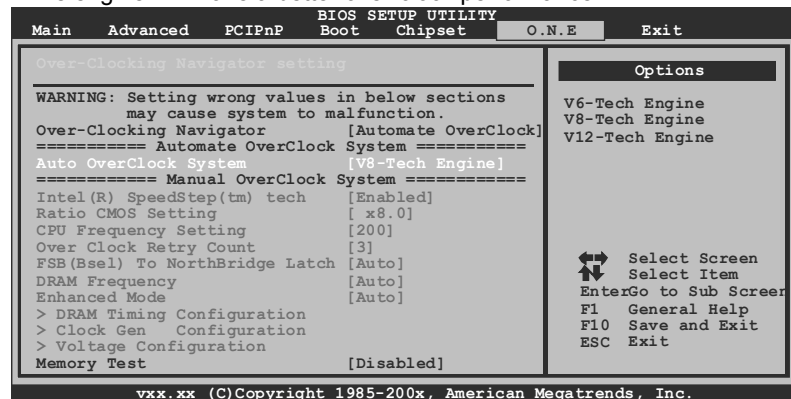 BIOS SETUP UTILITY
Main Advanced PCIPnP Boot Chipset O.N.E Exit
Over-Clocking Navigator setting
WARNING: Setting wrong values in below sections
may cause system to malfunction.
Over-Clocking Navigator [Automate OverClock]
=========== Automate OverClock System ===========
Auto OverClock System [V8-Tech Engine]
============ Manual OverClock System ============
Intel(R) SpeedStep(tm) tech [Enabled]
Ratio CMOS Setting [ x8.0]
CPU Frequency Setting [200]
Over Clock Retry Count [3]
FSB(Bsel) To NorthBridge Latch [Auto]
DRAM Frequency [Auto]
Enhanced Mode [Auto]
> DRAM Timing Configuration
> Clock Gen Configuration
> Voltage Configuration
Memory Test [Disabled]
Options
V6-Tech Engine
V8-Tech Engine
V12-Tech Engine
Select Screen
Select Item
EnterGo to Sub Screen
F1 General Help
F10 Save and Exit
ESC Exit
vxx.xx (C)Copyright 1985-200x, American Megatrends, Inc.